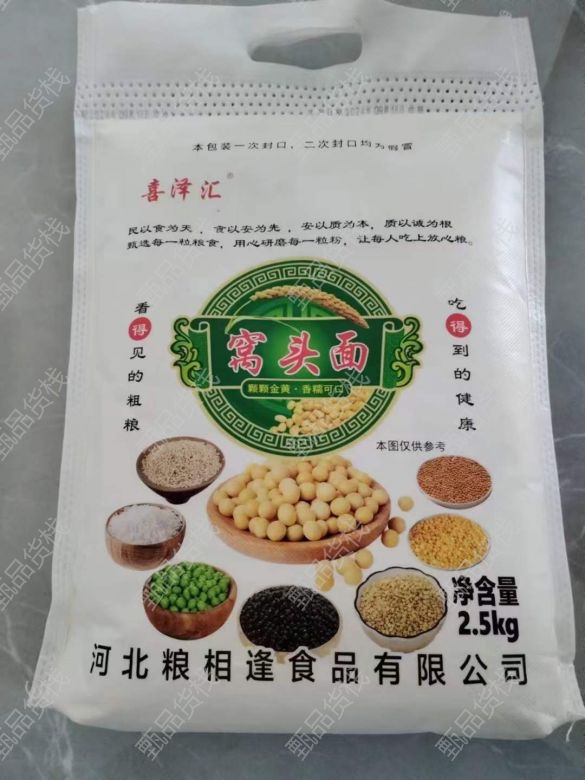 本包装一次封口，二次封口均为假冒
喜泽汇®
民以食为天，食以安为先，安以质为本，质以诚为根
甄选每一粒粮食，用心研磨每一粒粉，让每人吃上放心粮。
看得见的粗粮
窝头面
颗颗金黄·香糯可口
吃得到的健康
本图仅供参考
净含量
2.5kg
河北粮相逢食品有限公司
甄品货栈